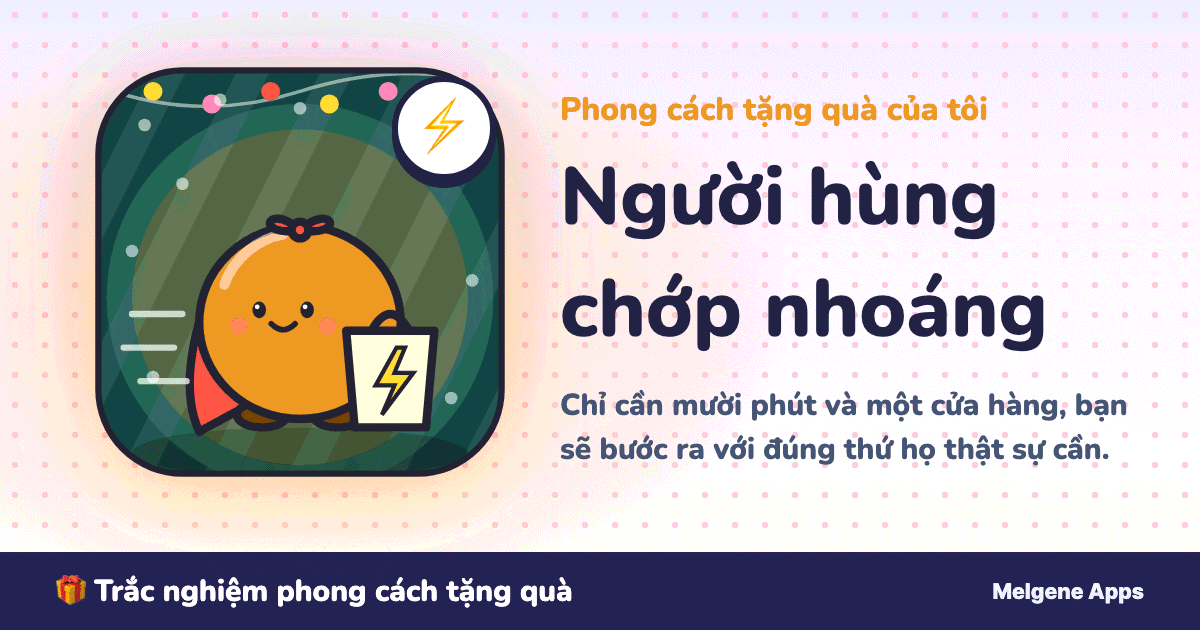 Phong cách tặng quà của tôi
Người hùng
chớp nhoáng
Chỉ cần mười phút và một cửa hàng, bạn
sẽ bước ra với đúng thứ họ thật sự cần.
Trắc nghiệm phong cách tặng quà
Melgene Apps